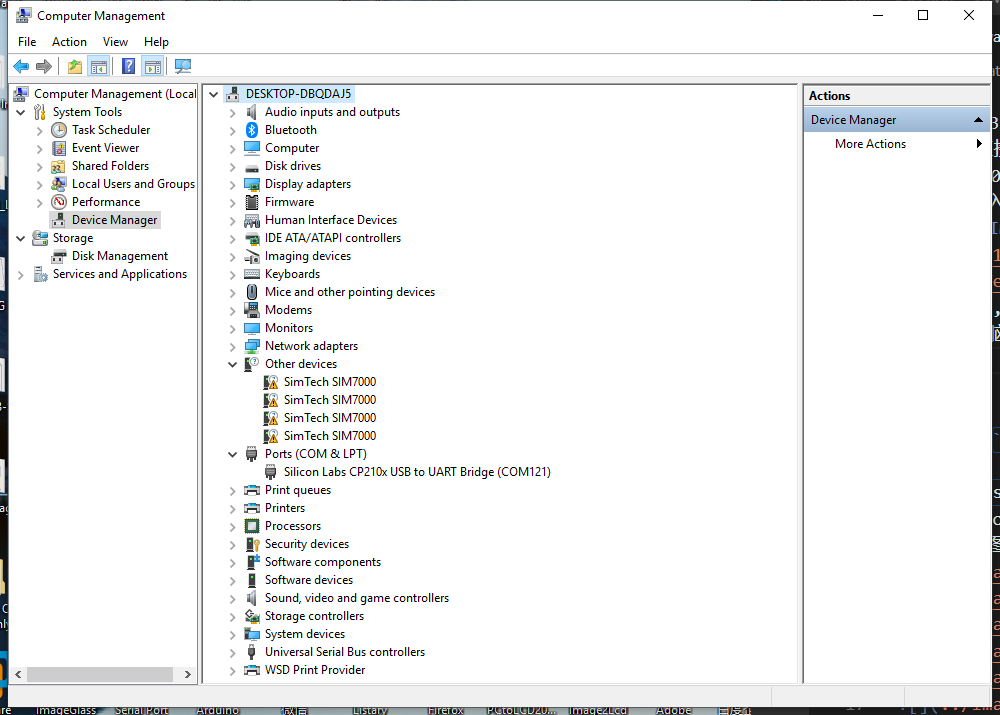 Computer Management
File Action View Help
Computer Management (Local
System Tools
Task Scheduler
Event Viewer
Shared Folders
Local Users and Groups
Performance
Device Manager
Storage
Disk Management
Services and Applications
DESKTOP-DBQDAJ5
Audio inputs and outputs
Bluetooth
Computer
Disk drives
Display adapters
Firmware
Human Interface Devices
IDE ATA/ATAPI controllers
Imaging devices
Keyboards
Mice and other pointing devices
Modems
Monitors
Network adapters
Other devices
SimTech SIM7000
SimTech SIM7000
SimTech SIM7000
SimTech SIM7000
Ports (COM & LPT)
Silicon Labs CP210x USB to UART Bridge (COM121)
Print queues
Printers
Processors
Security devices
Software components
Software devices
Sound, video and game controllers
Storage controllers
System devices
Universal Serial Bus controllers
WSD Print Provider
Actions
Device Manager
More Actions
ImageGlass Serial Port Arduino 微信 Listary Firefox PCtoLCD20... Image2Lcd Adobe